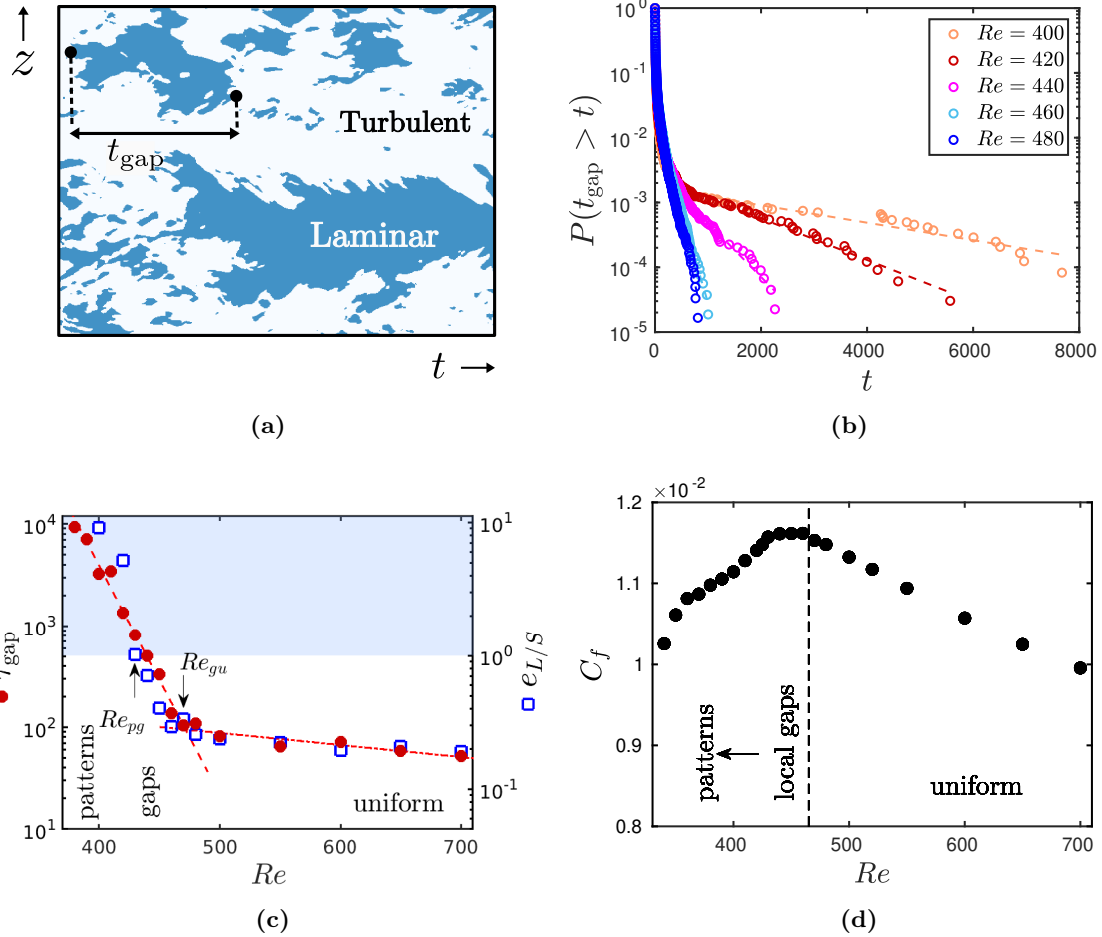 z
Turbulent
t_gap
Laminar
t
(a)
10^0
10^-1
10^-2
10^-3
10^-4
10^-5
P(t_gap > t)
Re = 400
Re = 420
Re = 440
Re = 460
Re = 480
0 2000 4000 6000 8000
t
(b)
10^4
10^3
10^2
10^1
gap
10^1
10^0
10^-1
e_L/S
Re_gu
Re_pg
patterns
gaps
uniform
400 500 600 700
Re
(c)
×10^-2
1.2
1.1
1
0.9
0.8
C_f
patterns
local gaps
uniform
400 500 600 700
Re
(d)